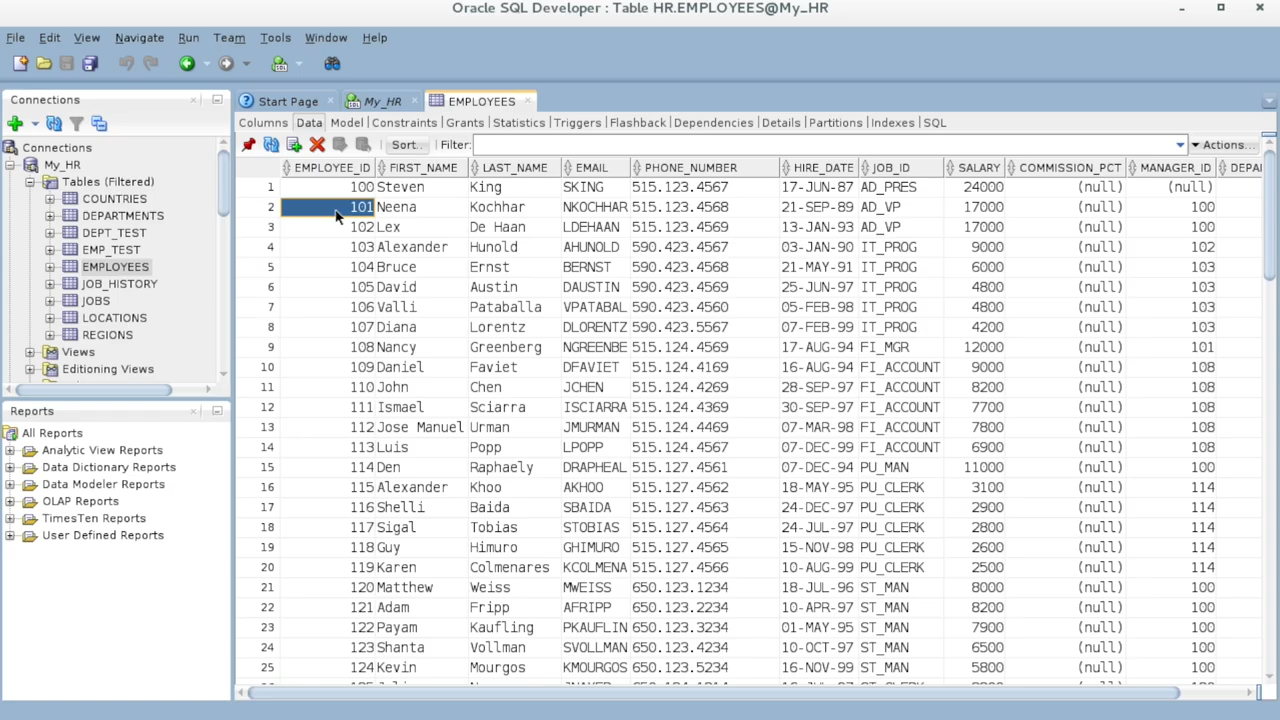 Oracle SQL Developer : Table HR.EMPLOYEES@My_HR
File Edit View Navigate Run Team Tools Window Help
Connections
Start Page My_HR EMPLOYEES
Columns Data Model Constraints Grants Statistics Triggers Flashback Dependencies Details Partitions Indexes SQL
Sort.. Filter: Actions...
Connections
My_HR
Tables (Filtered)
COUNTRIES
DEPARTMENTS
DEPT_TEST
EMP_TEST
EMPLOYEES
JOB_HISTORY
JOBS
LOCATIONS
REGIONS
Views
Editioning Views
Reports
All Reports
Analytic View Reports
Data Dictionary Reports
Data Modeler Reports
OLAP Reports
TimesTen Reports
User Defined Reports
EMPLOYEE_ID FIRST_NAME LAST_NAME EMAIL PHONE_NUMBER HIRE_DATE JOB_ID SALARY COMMISSION_PCT MANAGER_ID DEPA
1 100 Steven King SKING 515.123.4567 17-JUN-87 AD_PRES 24000 (null) (null)
2 101 Neena Kochhar NKOCHHAR 515.123.4568 21-SEP-89 AD_VP 17000 (null) 100
3 102 Lex De Haan LDEHAAN 515.123.4569 13-JAN-93 AD_VP 17000 (null) 100
4 103 Alexander Hunold AHUNOLD 590.423.4567 03-JAN-90 IT_PROG 9000 (null) 102
5 104 Bruce Ernst BERNST 590.423.4568 21-MAY-91 IT_PROG 6000 (null) 103
6 105 David Austin DAUSTIN 590.423.4569 25-JUN-97 IT_PROG 4800 (null) 103
7 106 Valli Pataballa VPATABAL 590.423.4560 05-FEB-98 IT_PROG 4800 (null) 103
8 107 Diana Lorentz DLORENTZ 590.423.5567 07-FEB-99 IT_PROG 4200 (null) 103
9 108 Nancy Greenberg NGREENBE 515.124.4569 17-AUG-94 FI_MGR 12000 (null) 101
10 109 Daniel Faviet DFAVIET 515.124.4169 16-AUG-94 FI_ACCOUNT 9000 (null) 108
11 110 John Chen JCHEN 515.124.4269 28-SEP-97 FI_ACCOUNT 8200 (null) 108
12 111 Ismael Sciarra ISCIARRA 515.124.4369 30-SEP-97 FI_ACCOUNT 7700 (null) 108
13 112 Jose Manuel Urman JMURMAN 515.124.4469 07-MAR-98 FI_ACCOUNT 7800 (null) 108
14 113 Luis Popp LPOPP 515.124.4567 07-DEC-99 FI_ACCOUNT 6900 (null) 108
15 114 Den Raphaely DRAPHEAL 515.127.4561 07-DEC-94 PU_MAN 11000 (null) 100
16 115 Alexander Khoo AKHOO 515.127.4562 18-MAY-95 PU_CLERK 3100 (null) 114
17 116 Shelli Baida SBAIDA 515.127.4563 24-DEC-97 PU_CLERK 2900 (null) 114
18 117 Sigal Tobias STOBIAS 515.127.4564 24-JUL-97 PU_CLERK 2800 (null) 114
19 118 Guy Himuro GHIMURO 515.127.4565 15-NOV-98 PU_CLERK 2600 (null) 114
20 119 Karen Colmenares KCOLMENA 515.127.4566 10-AUG-99 PU_CLERK 2500 (null) 114
21 120 Matthew Weiss MWEISS 650.123.1234 18-JUL-96 ST_MAN 8000 (null) 100
22 121 Adam Fripp AFRIPP 650.123.2234 10-APR-97 ST_MAN 8200 (null) 100
23 122 Payam Kaufling PKAUFLIN 650.123.3234 01-MAY-95 ST_MAN 7900 (null) 100
24 123 Shanta Vollman SVOLLMAN 650.123.4234 10-OCT-97 ST_MAN 6500 (null) 100
25 124 Kevin Mourgos KMOURGOS 650.123.5234 16-NOV-99 ST_MAN 5800 (null) 100